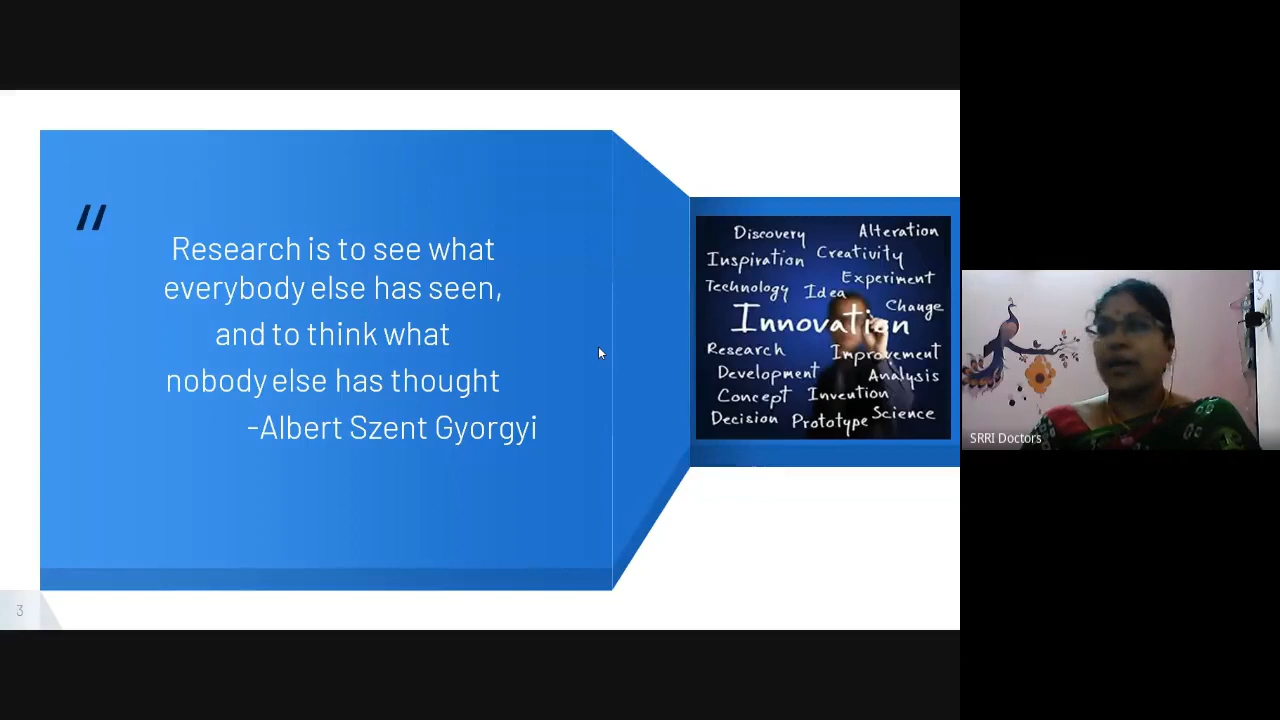 “
Research is to see what
everybody else has seen,
and to think what
nobody else has thought
-Albert Szent Gyorgyi
3
Discovery Alteration
Inspiration Creativity
Experiment
Technology Idea
Change
Innovation
Research Improvement
Development Analysis
Concept Invention
Decision Prototype Science
SRRI Doctors